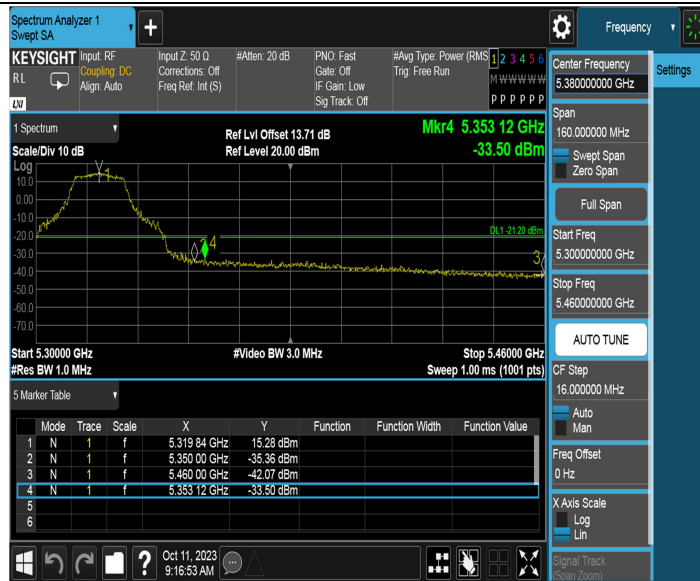 Spectrum Analyzer 1
Swept SA
Frequency
Settings
KEYSIGHT
RL
LXI
Input: RF
Coupling: DC
Align: Auto
Input Z: 50 Ω
Corrections: Off
Freq Ref: Int (S)
#Atten: 20 dB
PNO: Fast
Gate: Off
IF Gain: Low
Sig Track: Off
#Avg Type: Power (RMS
Trig: Free Run
1 2 3 4 5 6
M W W W W W
P P P P P P
1 Spectrum
Scale/Div 10 dB
Ref Lvl Offset 13.71 dB
Ref Level 20.00 dBm
Mkr4 5.353 12 GHz
-33.50 dBm
Log
10.0
0.00
-10.0
-20.0
-30.0
-40.0
-50.0
-60.0
-70.0
1
4
3
DL1 -21.20 dBm
Start 5.30000 GHz
#Res BW 1.0 MHz
#Video BW 3.0 MHz
Stop 5.46000 GHz
Sweep 1.00 ms (1001 pts)
5 Marker Table
Mode Trace Scale X Y Function Function Width Function Value
1 N 1 f 5.319 84 GHz 15.28 dBm
2 N 1 f 5.350 00 GHz -35.36 dBm
3 N 1 f 5.460 00 GHz -42.07 dBm
4 N 1 f 5.353 12 GHz -33.50 dBm
5
6
Center Frequency
5.380000000 GHz
Span
160.000000 MHz
Swept Span
Zero Span
Full Span
Start Freq
5.300000000 GHz
Stop Freq
5.460000000 GHz
AUTO TUNE
CF Step
16.000000 MHz
Auto
Man
Freq Offset
0 Hz
X Axis Scale
Log
Lin
Signal Track
(Span Zoom)
?
Oct 11, 2023
9:16:53 AM